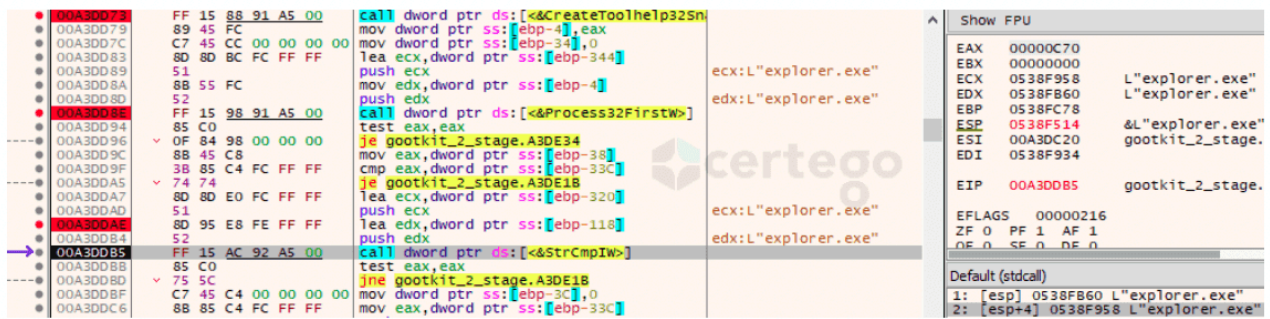 00A3DD73 FF 15 88 91 A5 00 call dword ptr ds:[<&CreateToolhelp32Sn
00A3DD79 89 45 FC mov dword ptr ss:[ebp-4],eax
00A3DD7C C7 45 CC 00 00 00 00 mov dword ptr ss:[ebp-34],0
00A3DD83 8D 8D BC FC FF FF lea ecx,dword ptr ss:[ebp-344]
00A3DD89 51 push ecx ecx:L"explorer.exe"
00A3DD8A 8B 55 FC mov edx,dword ptr ss:[ebp-4]
00A3DD8D 52 push edx edx:L"explorer.exe"
00A3DD8E FF 15 98 91 A5 00 call dword ptr ds:[<&Process32FirstW>]
00A3DD94 85 C0 test eax,eax
00A3DD96 0F 84 98 00 00 00 je gootkit_2_stage.A3DE34
00A3DD9C 8B 45 C8 mov eax,dword ptr ss:[ebp-38]
00A3DD9F 3B 85 C4 FC FF FF cmp eax,dword ptr ss:[ebp-33C]
00A3DDA5 74 74 je gootkit_2_stage.A3DE1B
00A3DDA7 8D 8D E0 FC FF FF lea ecx,dword ptr ss:[ebp-320]
00A3DDAD 51 push ecx ecx:L"explorer.exe"
00A3DDAE 8D 95 E8 FE FF FF lea edx,dword ptr ss:[ebp-118]
00A3DDB4 52 push edx edx:L"explorer.exe"
00A3DDB5 FF 15 AC 92 A5 00 call dword ptr ds:[<&StrCmpIW>]
00A3DDBB 85 C0 test eax,eax
00A3DDBD 75 5C jne gootkit_2_stage.A3DE1B
00A3DDBF C7 45 C4 00 00 00 00 mov dword ptr ss:[ebp-3C],0
00A3DDC6 8B 85 C4 FC FF FF mov eax,dword ptr ss:[ebp-33C]
certego
Show FPU
EAX 00000C70
EBX 00000000
ECX 0538F958 L"explorer.exe"
EDX 0538FB60 L"explorer.exe"
EBP 0538FC78
ESP 0538F514 &L"explorer.exe"
ESI 00A3DC20 gootkit_2_stage.
EDI 0538F934
EIP 00A3DDB5 gootkit_2_stage.
EFLAGS 00000216
ZF 0 PF 1 AF 1
OF 0 SF 0 DF 0
Default (stdcall)
1: [esp] 0538FB60 L"explorer.exe"
2: [esp+4] 0538F958 L"explorer.exe"